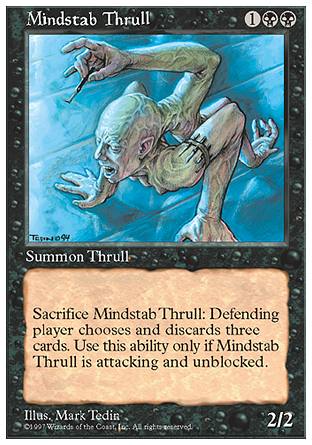 Mindstab Thrull 1
TEDIN©94
Summon Thrull
Sacrifice Mindstab Thrull: Defending
player chooses and discards three
cards. Use this ability only if Mindstab
Thrull is attacking and unblocked.
Illus. Mark Tedin
©1997 Wizards of the Coast, Inc. All rights reserved.
2/2